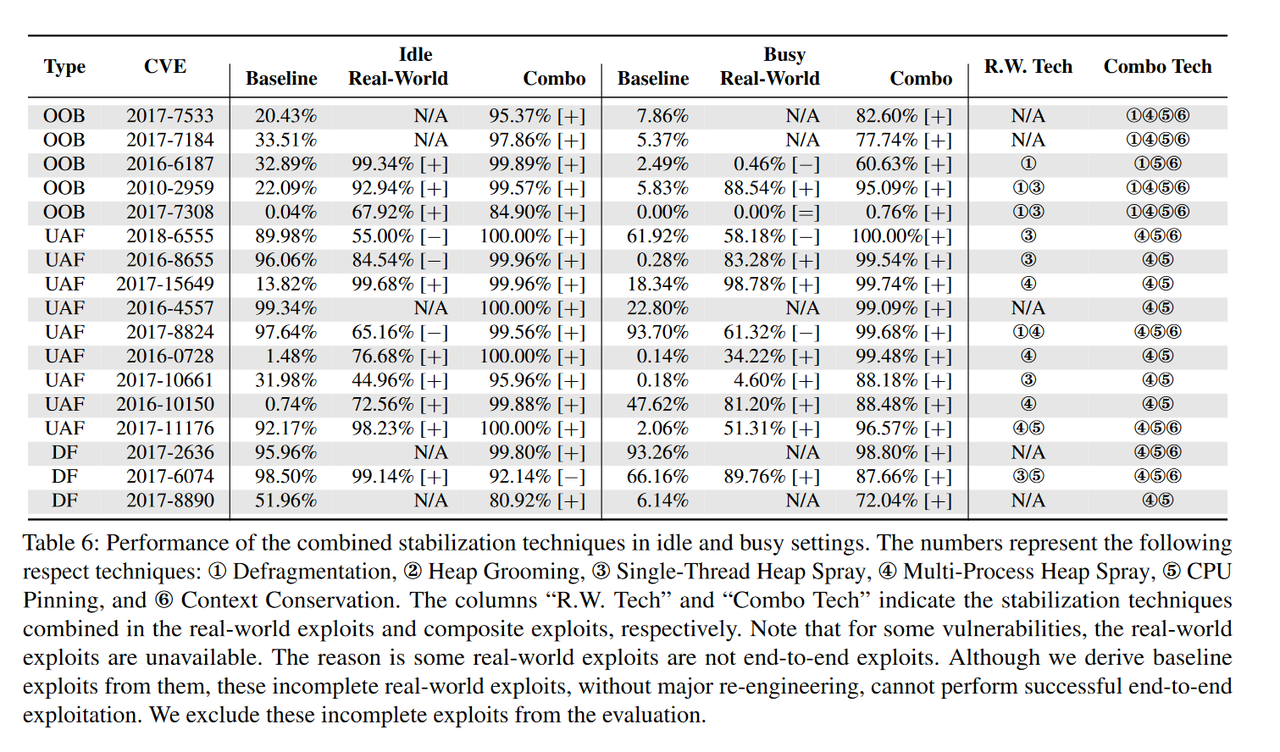 Type CVE Idle Busy R.W. Tech Combo Tech
Baseline Real-World Combo Baseline Real-World Combo
OOB 2017-7533 20.43% N/A 95.37% [+] 7.86% N/A 82.60% [+] N/A ①④⑤⑥
OOB 2017-7184 33.51% N/A 97.86% [+] 5.37% N/A 77.74% [+] N/A ①④⑤⑥
OOB 2016-6187 32.89% 99.34% [+] 99.89% [+] 2.49% 0.46% [−] 60.63% [+] ① ①⑤⑥
OOB 2010-2959 22.09% 92.94% [+] 99.57% [+] 5.83% 88.54% [+] 95.09% [+] ①③ ①④⑤⑥
OOB 2017-7308 0.04% 67.92% [+] 84.90% [+] 0.00% 0.00% [=] 0.76% [+] ①③ ①④⑤⑥
UAF 2018-6555 89.98% 55.00% [−] 100.00% [+] 61.92% 58.18% [−] 100.00%[+] ③ ④⑤⑥
UAF 2016-8655 96.06% 84.54% [−] 99.96% [+] 0.28% 83.28% [+] 99.54% [+] ③ ④⑤
UAF 2017-15649 13.82% 99.68% [+] 99.96% [+] 18.34% 98.78% [+] 99.74% [+] ④ ④⑤
UAF 2016-4557 99.34% N/A 100.00% [+] 22.80% N/A 99.09% [+] N/A ④⑤
UAF 2017-8824 97.64% 65.16% [−] 99.56% [+] 93.70% 61.32% [−] 99.68% [+] ①④ ④⑤⑥
UAF 2016-0728 1.48% 76.68% [+] 100.00% [+] 0.14% 34.22% [+] 99.48% [+] ④ ④⑤
UAF 2017-10661 31.98% 44.96% [+] 95.96% [+] 0.18% 4.60% [+] 88.18% [+] ③ ④⑤
UAF 2016-10150 0.74% 72.56% [+] 99.88% [+] 47.62% 81.20% [+] 88.48% [+] ④ ④⑤
UAF 2017-11176 92.17% 98.23% [+] 100.00% [+] 2.06% 51.31% [+] 96.57% [+] ④⑤ ④⑤⑥
DF 2017-2636 95.96% N/A 99.80% [+] 93.26% N/A 98.80% [+] N/A ④⑤⑥
DF 2017-6074 98.50% 99.14% [+] 92.14% [−] 66.16% 89.76% [+] 87.66% [+] ③⑤ ④⑤⑥
DF 2017-8890 51.96% N/A 80.92% [+] 6.14% N/A 72.04% [+] N/A ④⑤
Table 6: Performance of the combined stabilization techniques in idle and busy settings. The numbers represent the following
respect techniques: ① Defragmentation, ② Heap Grooming, ③ Single-Thread Heap Spray, ④ Multi-Process Heap Spray, ⑤ CPU
Pinning, and ⑥ Context Conservation. The columns “R.W. Tech” and “Combo Tech” indicate the stabilization techniques
combined in the real-world exploits and composite exploits, respectively. Note that for some vulnerabilities, the real-world
exploits are unavailable. The reason is some real-world exploits are not end-to-end exploits. Although we derive baseline
exploits from them, these incomplete real-world exploits, without major re-engineering, cannot perform successful end-to-end
exploitation. We exclude these incomplete exploits from the evaluation.